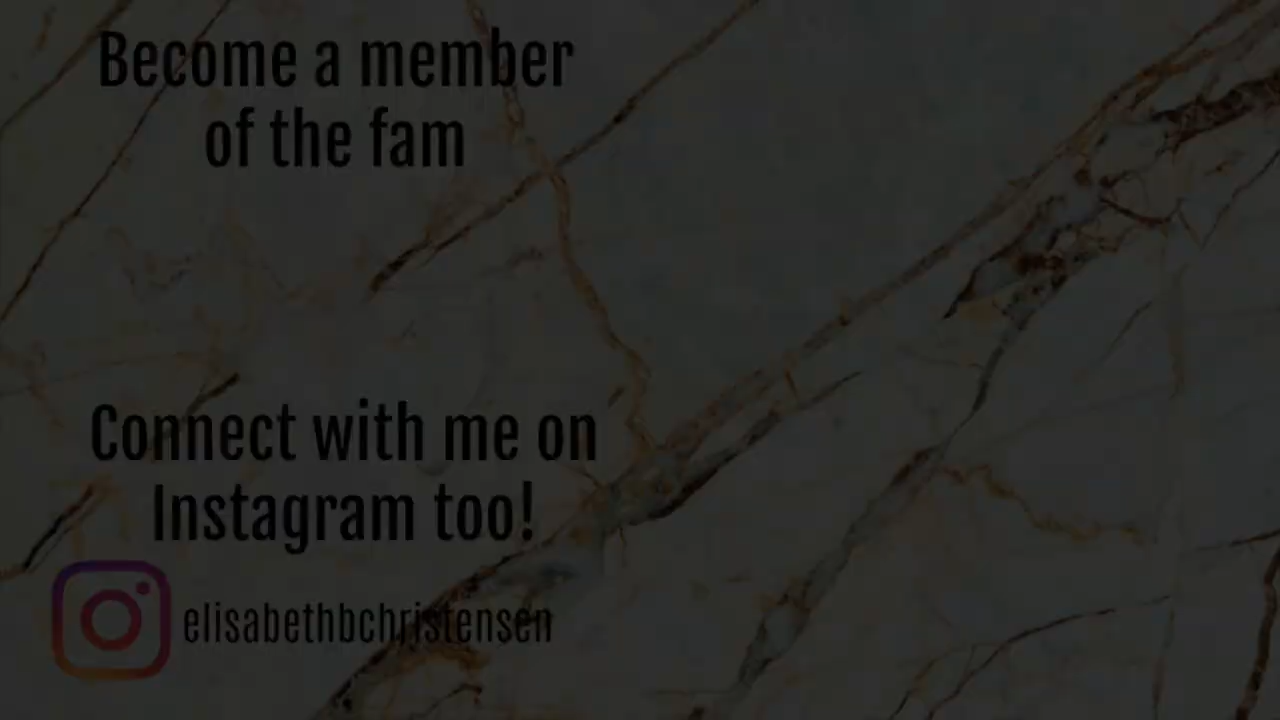 Become a member
of the fam
Connect with me on
Instagram too!
elisabethbchristensen